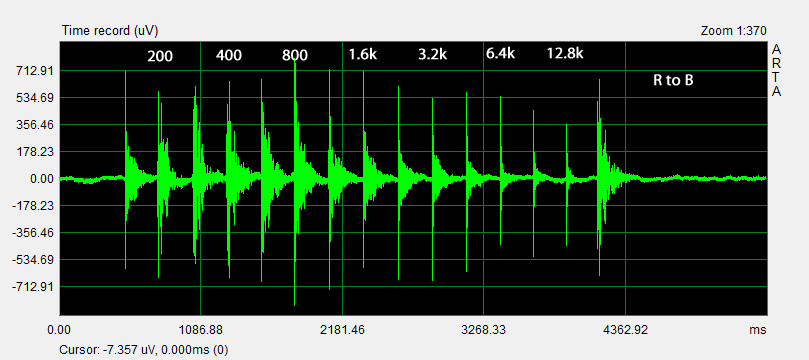 Time record (uV)
Zoom 1:370
200 400 800 1.6k 3.2k 6.4k 12.8k
712.91
R to B
534.69
356.46
178.23
0.00
-178.23
-356.46
-534.69
-712.91
ARTA
0.00 1086.88 2181.46 3268.33 4362.92 ms
Cursor: -7.357 uV, 0.000ms (0)